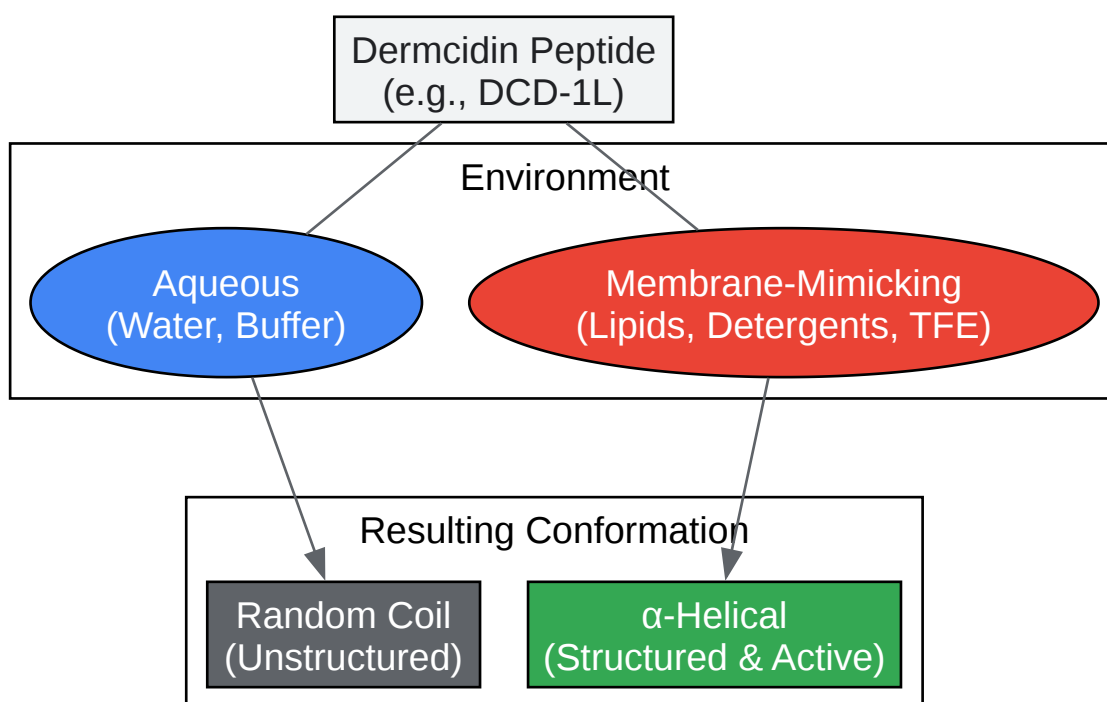 Dermcidin Peptide
(e.g., DCD-1L)
Environment
Aqueous
(Water, Buffer)
Membrane-Mimicking
(Lipids, Detergents, TFE)
Resulting Conformation
Random Coil
(Unstructured)
α-Helical
(Structured & Active)